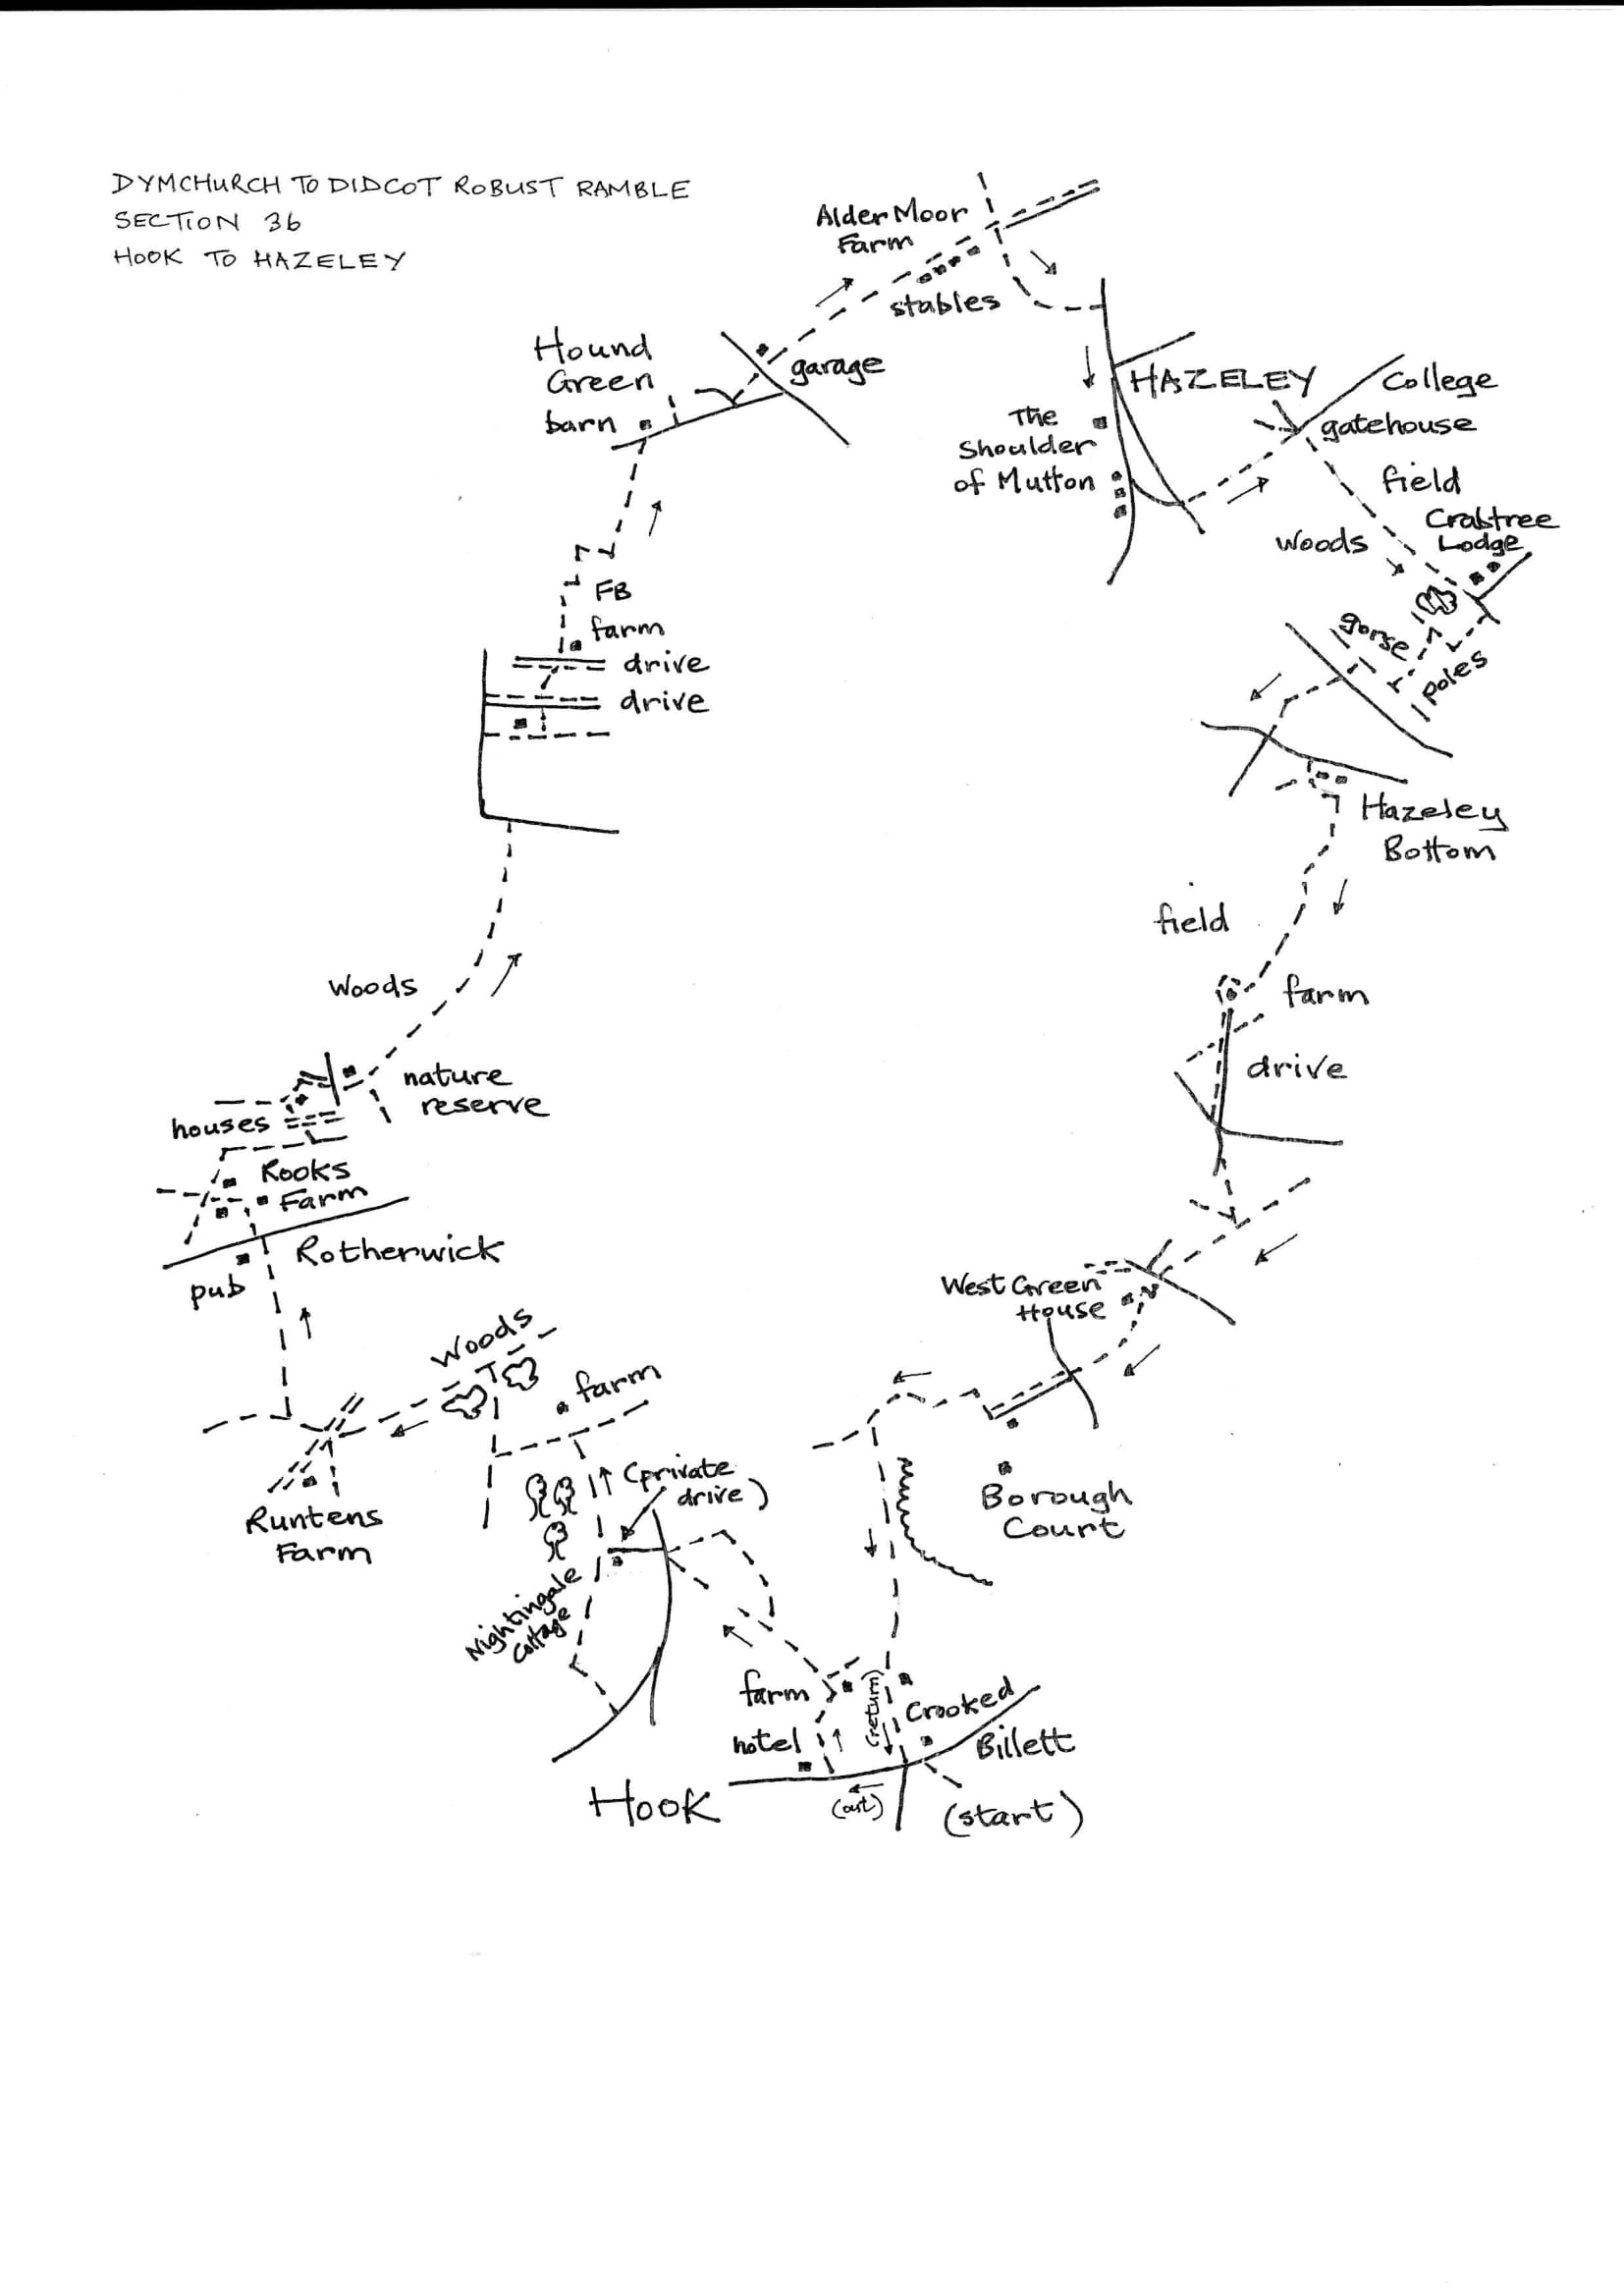 DYMCHURCH TO DIDCOT ROBUST RAMBLE
SECTION 36
HOOK TO HAZELEY
Alder Moor
Farm
stables
Hound
Green
barn
garage
HAZELEY
The
Shoulder
of Mutton
College
gatehouse
field
Crabtree
Lodge
woods
gorse
poles
FB
farm
drive
drive
Hazeley
Bottom
field
farm
drive
woods
nature
reserve
houses
Rooks
Farm
Rotherwick
pub
West Green
House
Woods
farm
(private
drive)
Runtens
Farm
Nightingale
Cottage
Borough
Court
farm
hotel
(return)
Crooked
Billett
Hook
(out)
(start)